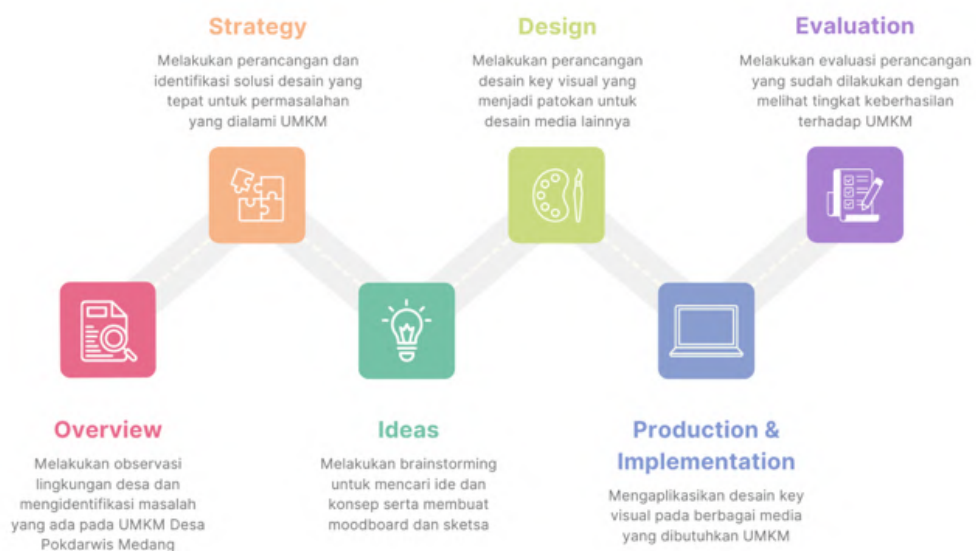 Strategy
Melakukan perancangan dan
identifikasi solusi desain yang
tepat untuk permasalahan
yang dialami UMKM
Design
Melakukan perancangan
desain key visual yang
menjadi patokan untuk
desain media lainnya
Evaluation
Melakukan evaluasi perancangan
yang sudah dilakukan dengan
melihat tingkat keberhasilan
terhadap UMKM
Overview
Melakukan observasi
lingkungan desa dan
mengidentifikasi masalah
yang ada pada UMKM Desa
Pokdarwis Medang
Ideas
Melakukan brainstorming
untuk mencari ide dan
konsep serta membuat
moodboard dan sketsa
Production &
Implementation
Mengaplikasikan desain key
visual pada berbagai media
yang dibutuhkan UMKM